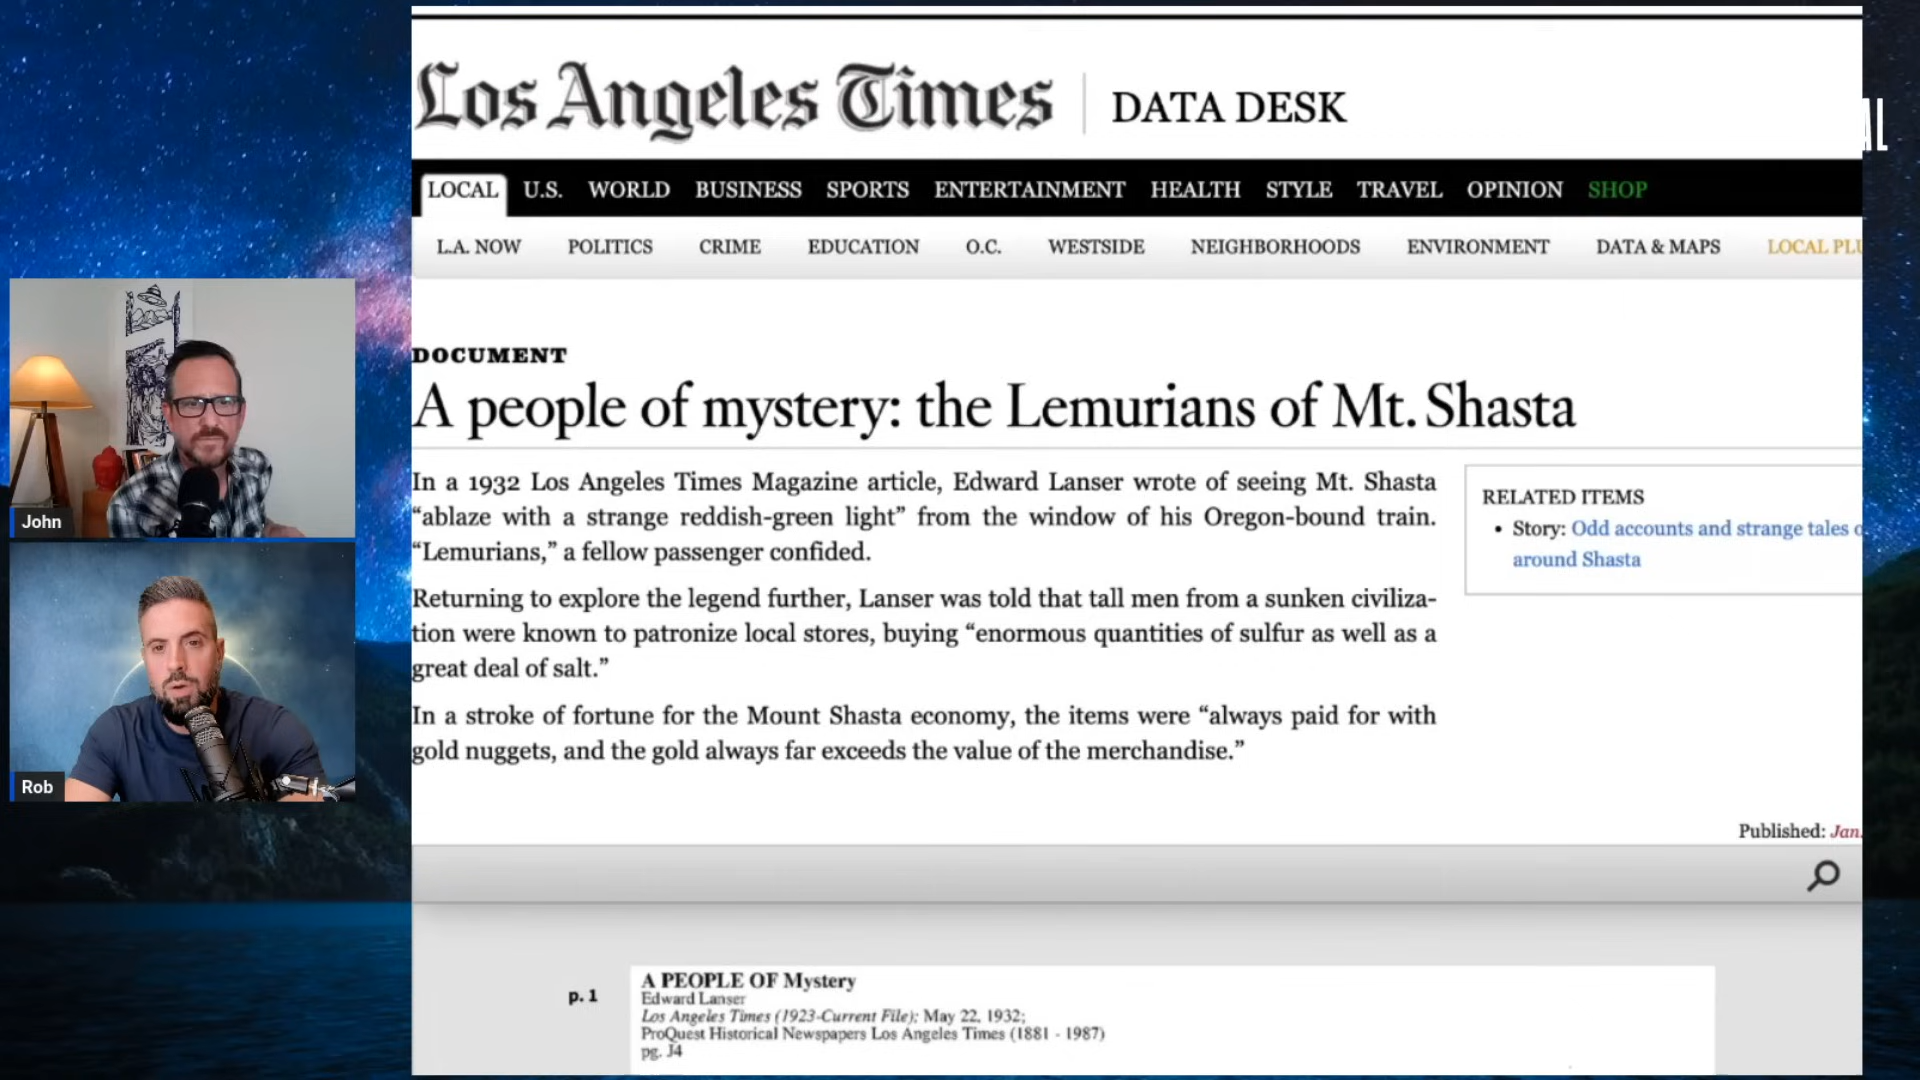 Los Angeles Times
DATA DESK
AL
LOCAL U.S. WORLD BUSINESS SPORTS ENTERTAINMENT HEALTH STYLE TRAVEL OPINION SHOP
L.A. NOW POLITICS CRIME EDUCATION O.C. WESTSIDE NEIGHBORHOODS ENVIRONMENT DATA & MAPS LOCAL PLU
DOCUMENT
A people of mystery: the Lemurians of Mt. Shasta
In a 1932 Los Angeles Times Magazine article, Edward Lanser wrote of seeing Mt. Shasta
“ablaze with a strange reddish-green light” from the window of his Oregon-bound train.
“Lemurians,” a fellow passenger confided.
Returning to explore the legend further, Lanser was told that tall men from a sunken civiliza-
tion were known to patronize local stores, buying “enormous quantities of sulfur as well as a
great deal of salt.”
In a stroke of fortune for the Mount Shasta economy, the items were “always paid for with
gold nuggets, and the gold always far exceeds the value of the merchandise.”
RELATED ITEMS
• Story: Odd accounts and strange tales o
around Shasta
Published: Jan.
p. 1
A PEOPLE OF Mystery
Edward Lanser
Los Angeles Times (1923-Current File); May 22, 1932;
ProQuest Historical Newspapers Los Angeles Times (1881 - 1987)
pg. J4
John
Rob